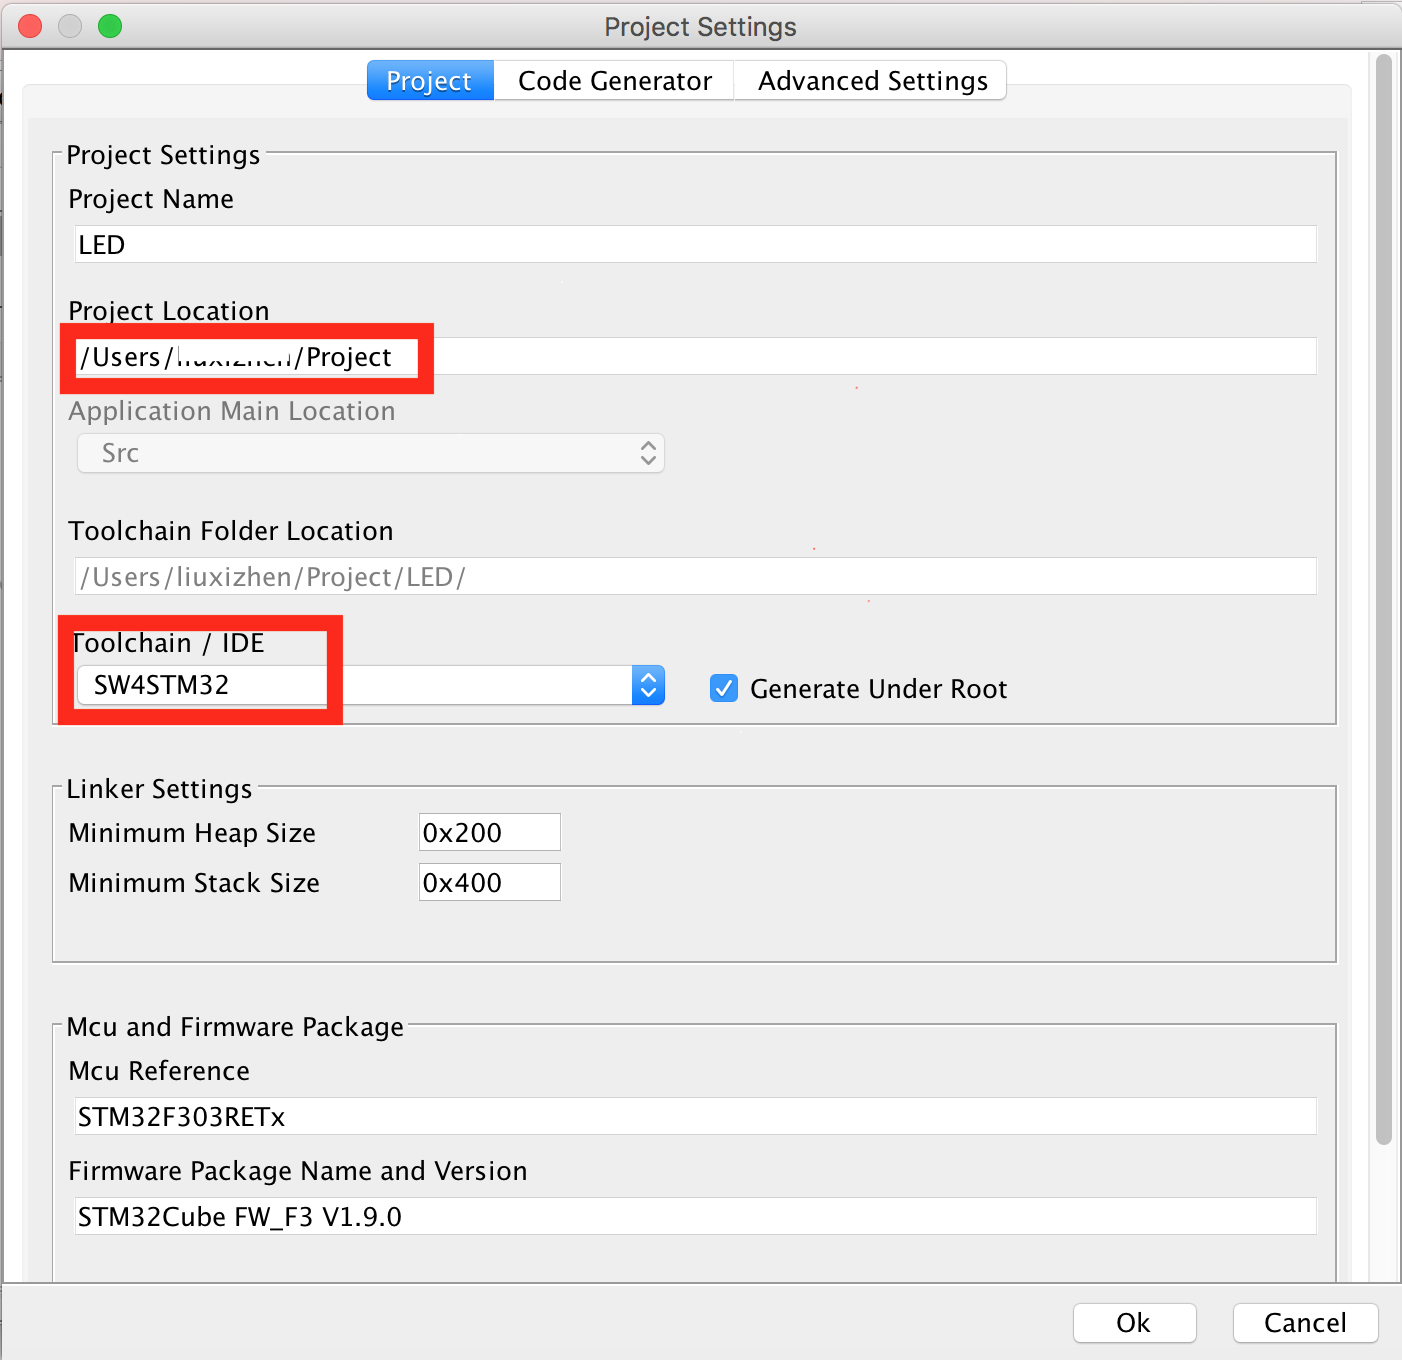 Project Settings
Project Code Generator Advanced Settings
Project Settings
Project Name
LED
Project Location
/Users/liuxizhen/Project
Application Main Location
Src
Toolchain Folder Location
/Users/liuxizhen/Project/LED/
Toolchain / IDE
SW4STM32
Generate Under Root
Linker Settings
Minimum Heap Size 0x200
Minimum Stack Size 0x400
Mcu and Firmware Package
Mcu Reference
STM32F303RETx
Firmware Package Name and Version
STM32Cube FW_F3 V1.9.0
Ok Cancel